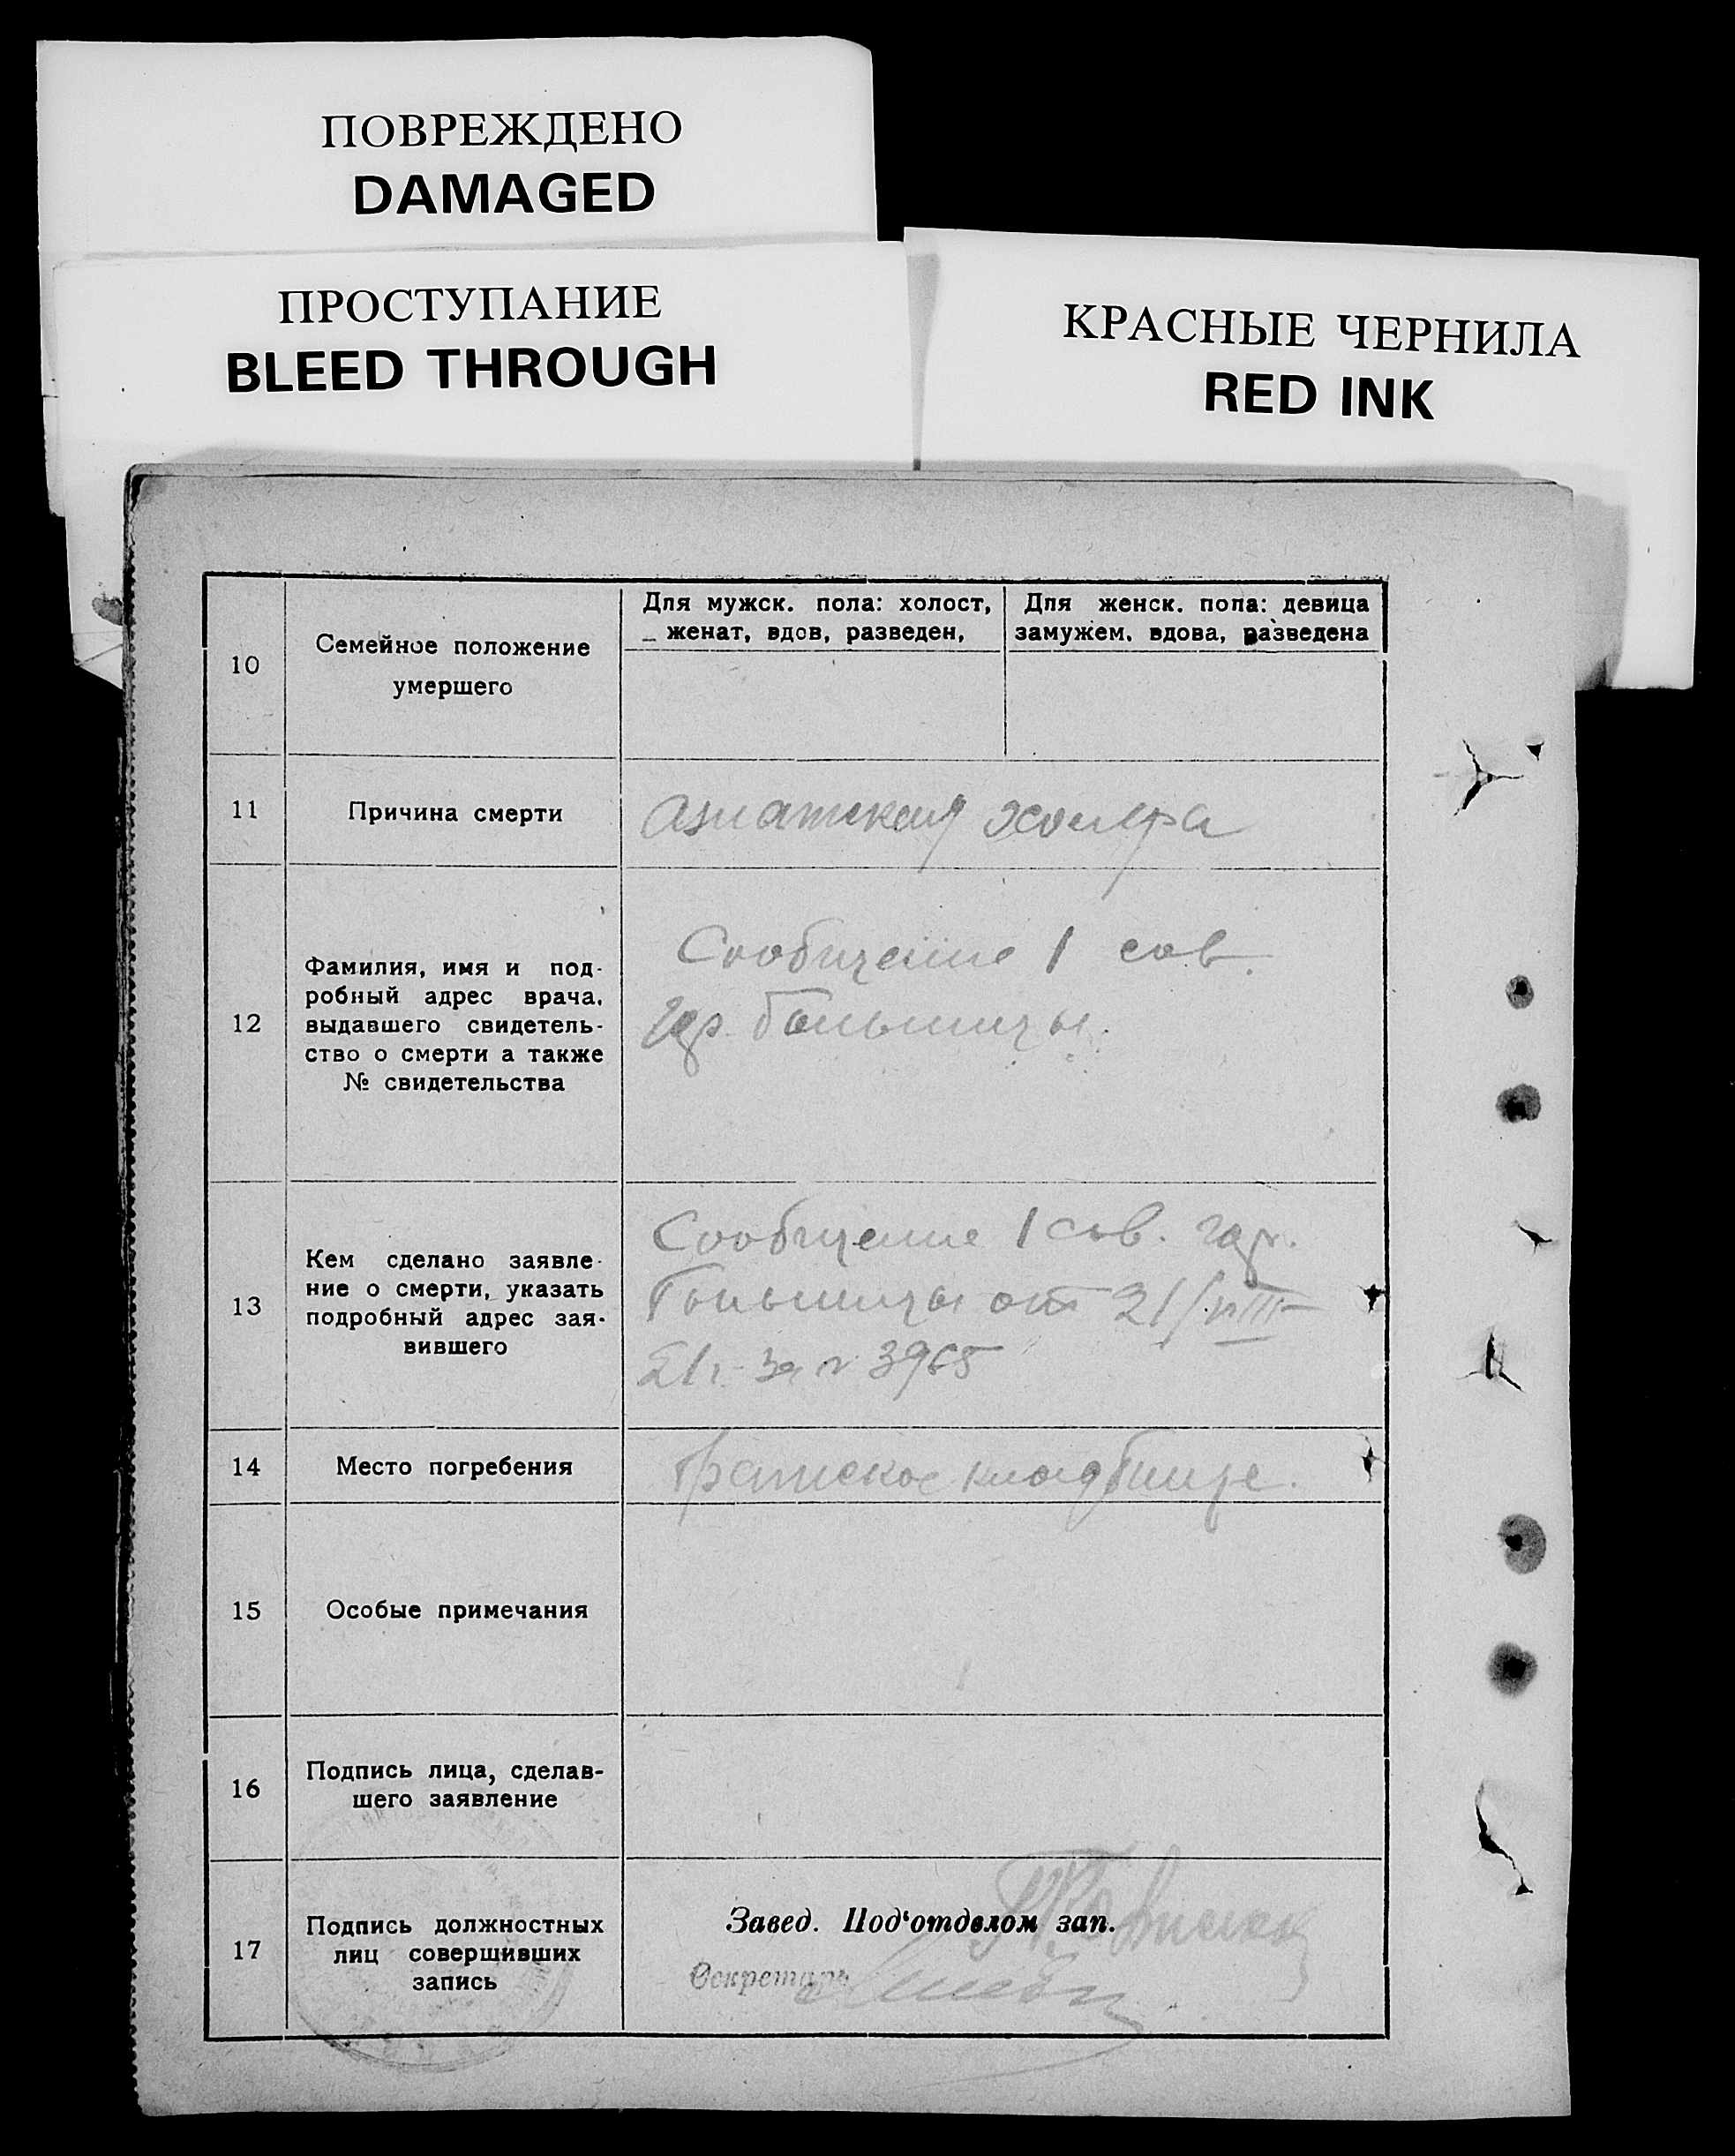 ПОВРЕЖДЕНО
DAMAGED
ПРОСТУПАНИЕ
BLEED THROUGH
КРАСНЫЕ ЧЕРНИЛА
RED INK
10
Семейное положение
умершего
Для мужск. пола: холост,
женат, вдов, разведен,
Для женск. пола: девица
замужем. вдова, разведена
11
Причина смерти
Азиатская холера
12
Фамилия, имя и под-
робный адрес врача,
выдавшего свидетель-
ство о смерти а также
№ свидетельства
Сообщение 1 сов.
гор. больницы.
13
Кем сделано заявле-
ние о смерти, указать
подробный адрес зая-
вившего
Сообщение 1 сов. гор.
больницы от 21/VIII-
21 г. за № 3965
14
Место погребения
Братское кладбище.
15
Особые примечания
16
Подпись лица, сделав-
шего заявление
17
Подпись должностных
лиц совершивших
запись
Завед. Под‘отделом зап.
Секретарь